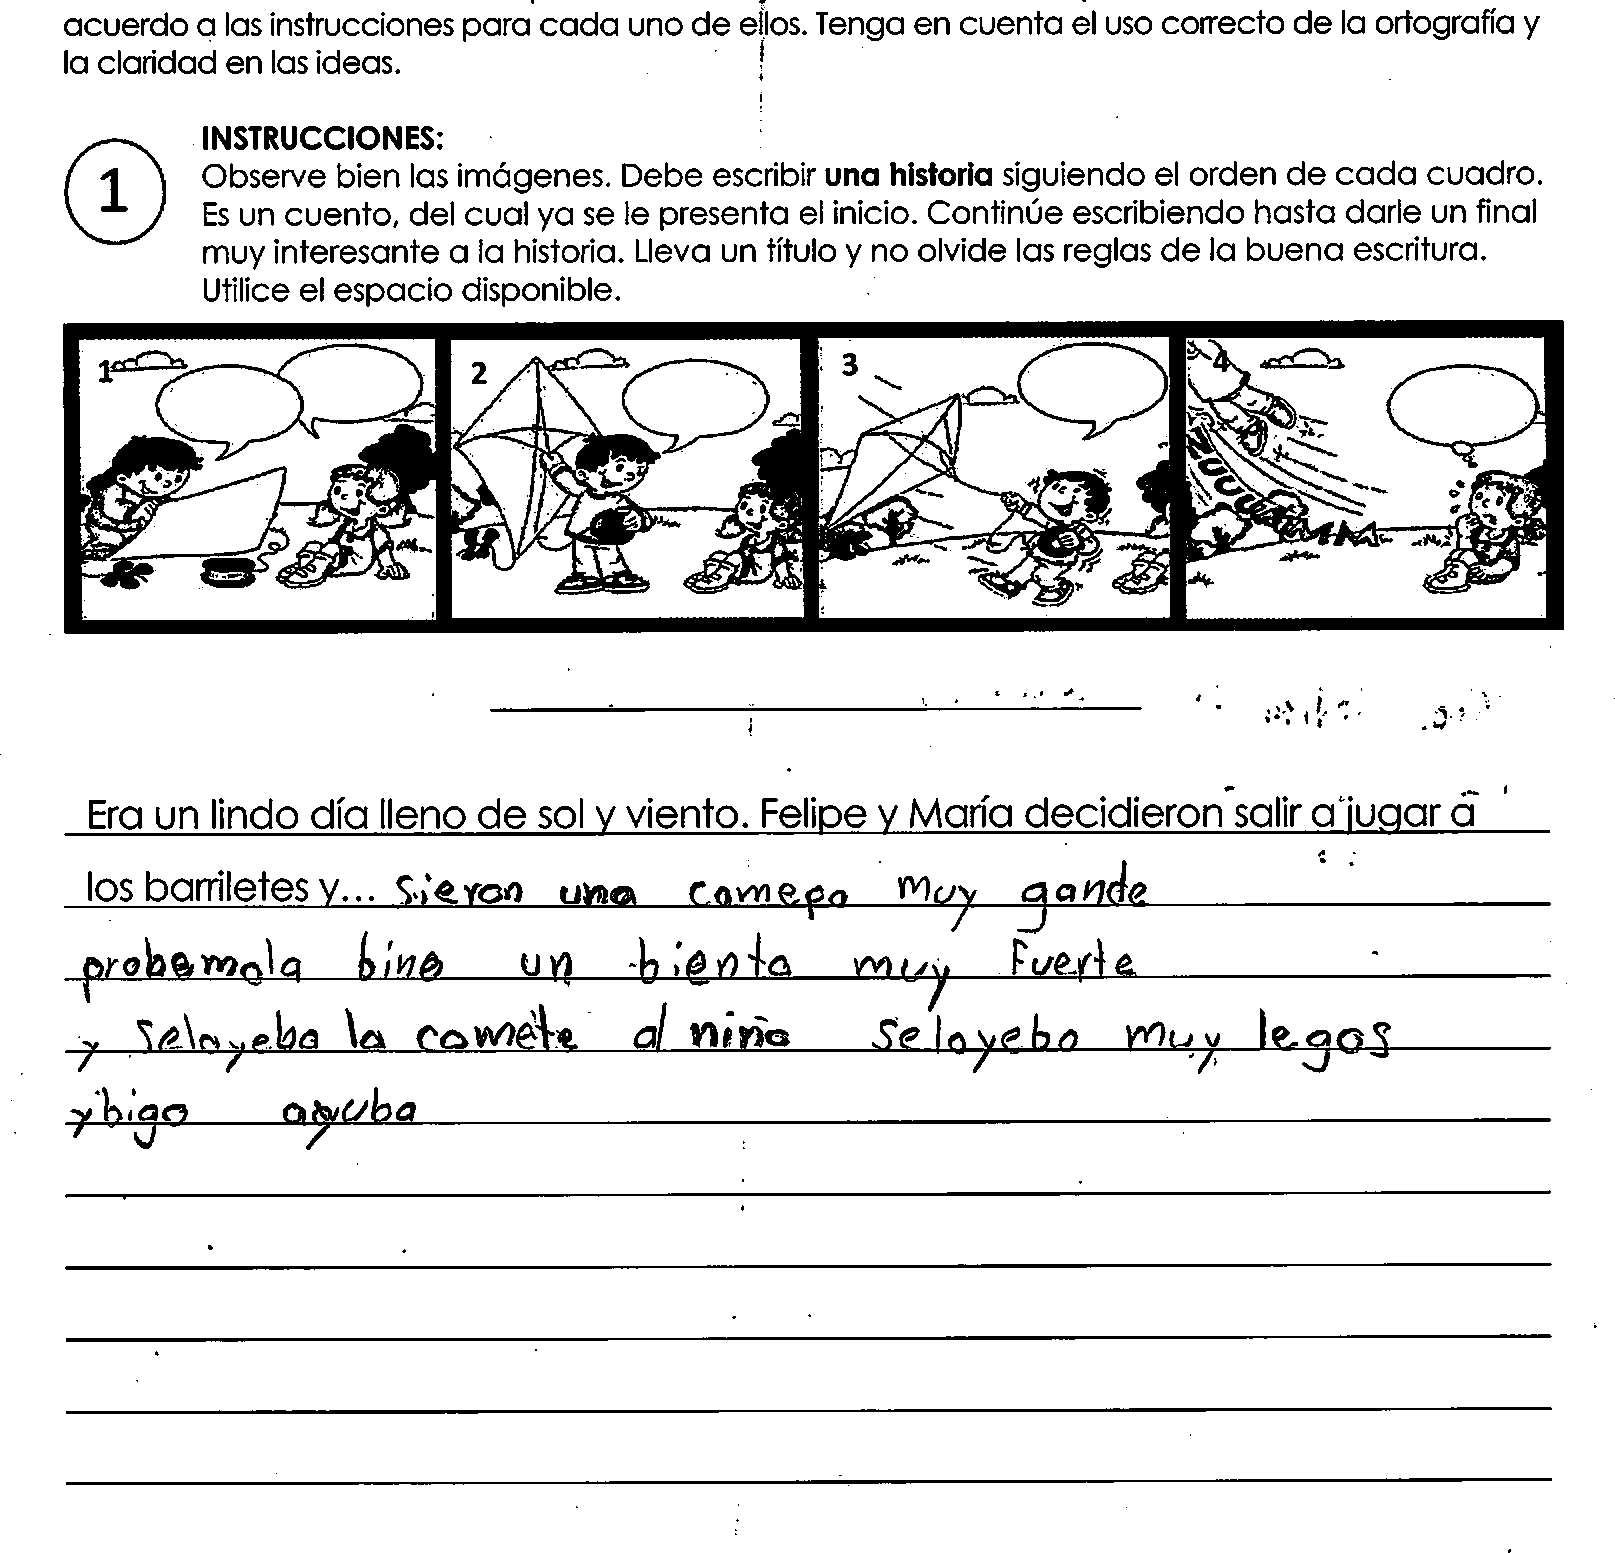 acuerdo a las instrucciones para cada uno de ellos. Tenga en cuenta el uso correcto de la ortografía y
la claridad en las ideas.
1
INSTRUCCIONES:
Observe bien las imágenes. Debe escribir una historia siguiendo el orden de cada cuadro.
Es un cuento, del cual ya se le presenta el inicio. Continúe escribiendo hasta darle un final
muy interesante a la historia. Lleva un título y no olvide las reglas de la buena escritura.
Utilice el espacio disponible.
1 2 3 4
Era un lindo día lleno de sol y viento. Felipe y María decidieron salir a jugar a
los barriletes y... sieron una comepa muy gande
probemola bino un biento muy Fuerte
y seloyebo la comete al niño seloyebo muy legos
y bigo ayuba